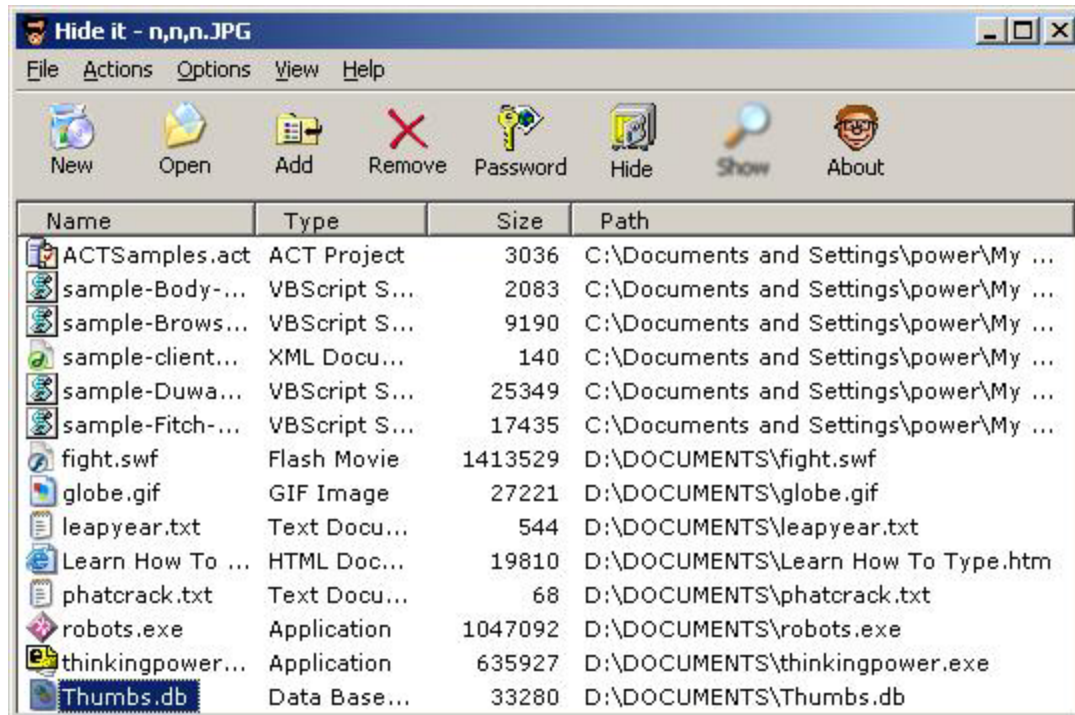 Hide it - n,n,n.JPG
File Actions Options View Help
New Open Add Remove Password Hide Show About
Name Type Size Path
ACTSamples.act ACT Project 3036 C:\Documents and Settings\power\My ...
sample-Body-... VBScript S... 2083 C:\Documents and Settings\power\My ...
sample-Brows... VBScript S... 9190 C:\Documents and Settings\power\My ...
sample-client... XML Docu... 140 C:\Documents and Settings\power\My ...
sample-Duwa... VBScript S... 25349 C:\Documents and Settings\power\My ...
sample-Fitch-... VBScript S... 17435 C:\Documents and Settings\power\My ...
fight.swf Flash Movie 1413529 D:\DOCUMENTS\fight.swf
globe.gif GIF Image 27221 D:\DOCUMENTS\globe.gif
leapyear.txt Text Docu... 544 D:\DOCUMENTS\leapyear.txt
Learn How To ... HTML Doc... 19810 D:\DOCUMENTS\Learn How To Type.htm
phatcrack.txt Text Docu... 68 D:\DOCUMENTS\phatcrack.txt
robots.exe Application 1047092 D:\DOCUMENTS\robots.exe
thinkingpower... Application 635927 D:\DOCUMENTS\thinkingpower.exe
Thumbs.db Data Base... 33280 D:\DOCUMENTS\Thumbs.db